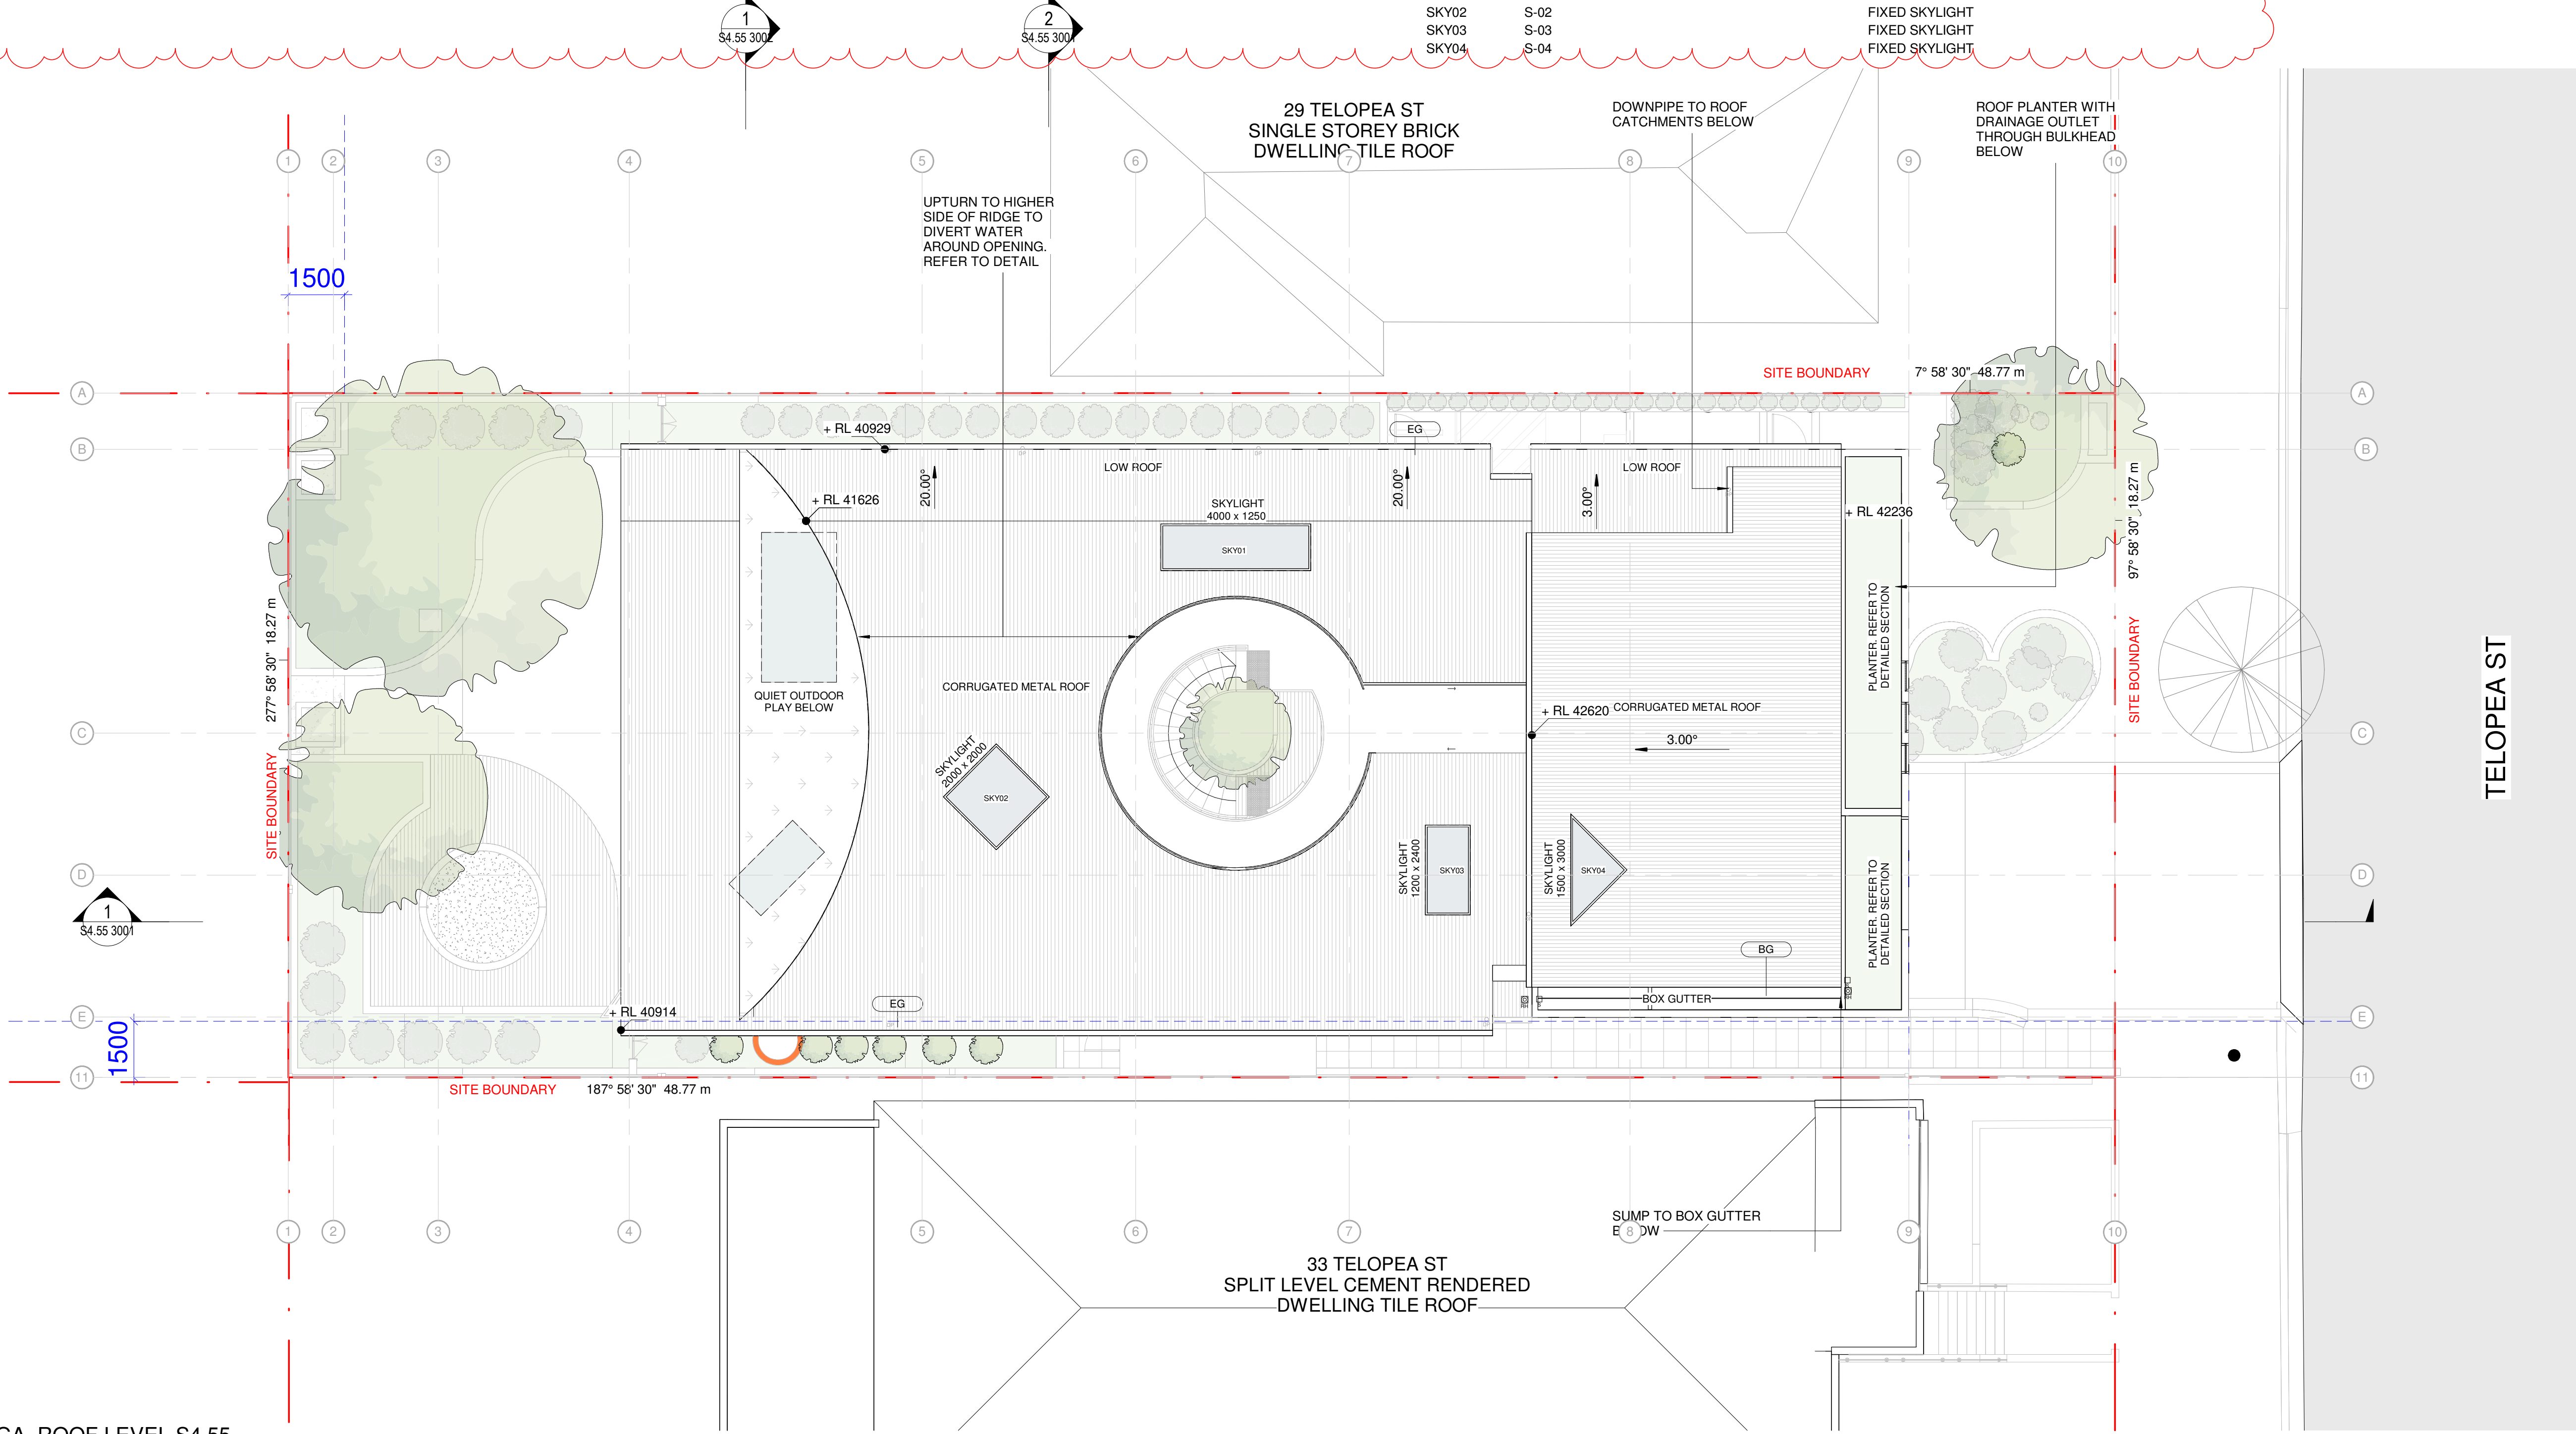 1
S4.55 3002
2
S4.55 3001
SKY02 S-02 FIXED SKYLIGHT
SKY03 S-03 FIXED SKYLIGHT
SKY04 S-04 FIXED SKYLIGHT
29 TELOPEA ST
SINGLE STOREY BRICK
DWELLING TILE ROOF
DOWNPIPE TO ROOF
CATCHMENTS BELOW
ROOF PLANTER WITH
DRAINAGE OUTLET
THROUGH BULKHEAD
BELOW
1 2 3 4 5 6 7 8 9 10
UPTURN TO HIGHER
SIDE OF RIDGE TO
DIVERT WATER
AROUND OPENING.
REFER TO DETAIL
1500
SITE BOUNDARY 7° 58' 30" 48.77 m
A A
B B
+ RL 40929
EG
LOW ROOF
LOW ROOF
20.00°
20.00°
3.00°
+ RL 41626
SKYLIGHT
4000 x 1250
SKY01
+ RL 42236
97° 58' 30" 18.27 m
SITE BOUNDARY
277° 58' 30" 18.27 m
SITE BOUNDARY
PLANTER. REFER TO
DETAILED SECTION
QUIET OUTDOOR
PLAY BELOW
CORRUGATED METAL ROOF
+ RL 42620
CORRUGATED METAL ROOF
3.00°
TELOPEA ST
C C
SKYLIGHT
2000 x 2000
SKY02
SKYLIGHT
1200 x 2400
SKY03
SKYLIGHT
1500 x 3000
SKY04
D D
1
S4.55 3001
PLANTER. REFER TO
DETAILED SECTION
BG
EG
BOX GUTTER
+ RL 40914
E E
1500
11 11
SITE BOUNDARY 187° 58' 30" 48.77 m
SUMP TO BOX GUTTER
BELOW
1 2 3 4 5 6 7 8 9 10
33 TELOPEA ST
SPLIT LEVEL CEMENT RENDERED
DWELLING TILE ROOF
ROOF LEVEL S4.55